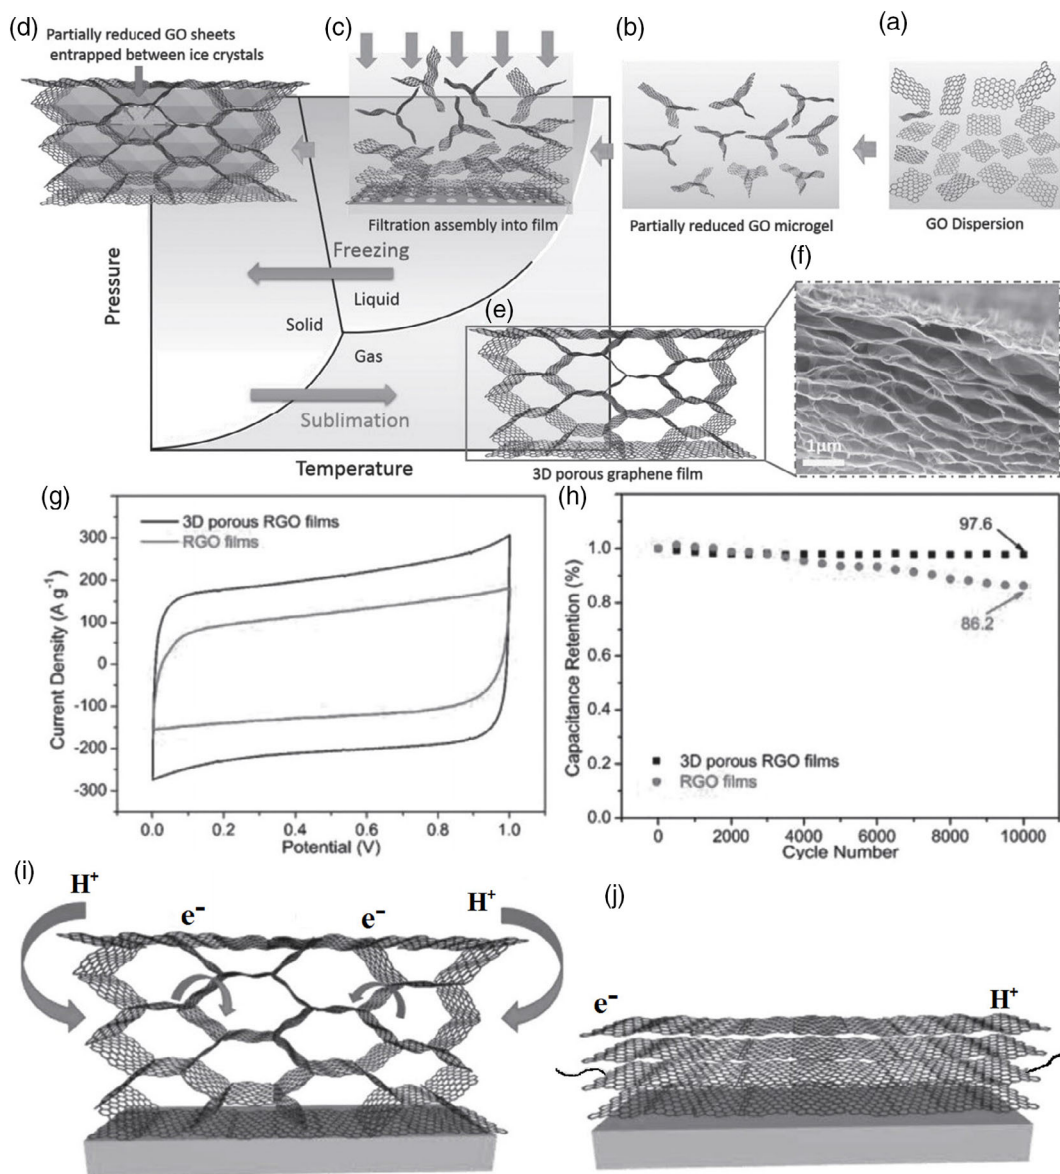 (d)
Partially reduced GO sheets
entrapped between ice crystals
(c)
(b)
(a)
Filtration assembly into film
Partially reduced GO microgel
GO Dispersion
Pressure
Freezing
Liquid
Solid
Gas
Sublimation
Temperature
(e)
3D porous graphene film
(f)
1μm
(g)
3D porous RGO films
RGO films
Current Density (A g⁻¹)
300
200
100
0
-100
-200
-300
0.0 0.2 0.4 0.6 0.8 1.0
Potential (V)
(h)
97.6
86.2
Capacitance Retention (%)
1.0
0.8
0.6
0.4
0.2
0.0
3D porous RGO films
RGO films
0 2000 4000 6000 8000 10000
Cycle Number
(i)
H⁺
e⁻
e⁻
H⁺
(j)
e⁻
H⁺